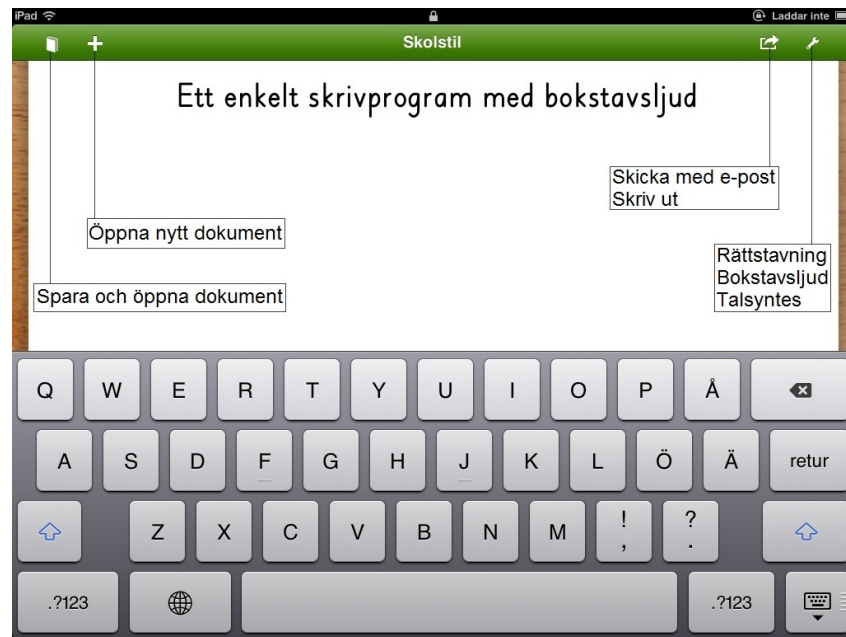 iPad Laddar inte
Skolstil
Ett enkelt skrivprogram med bokstavsljud
Skicka med e-post
Skriv ut
Öppna nytt dokument
Rättstavning
Bokstavsljud
Talsyntes
Spara och öppna dokument
Q W E R T Y U I O P Å
A S D F G H J K L Ö Ä retur
Z X C V B N M ! , ? .
.?123 .?123